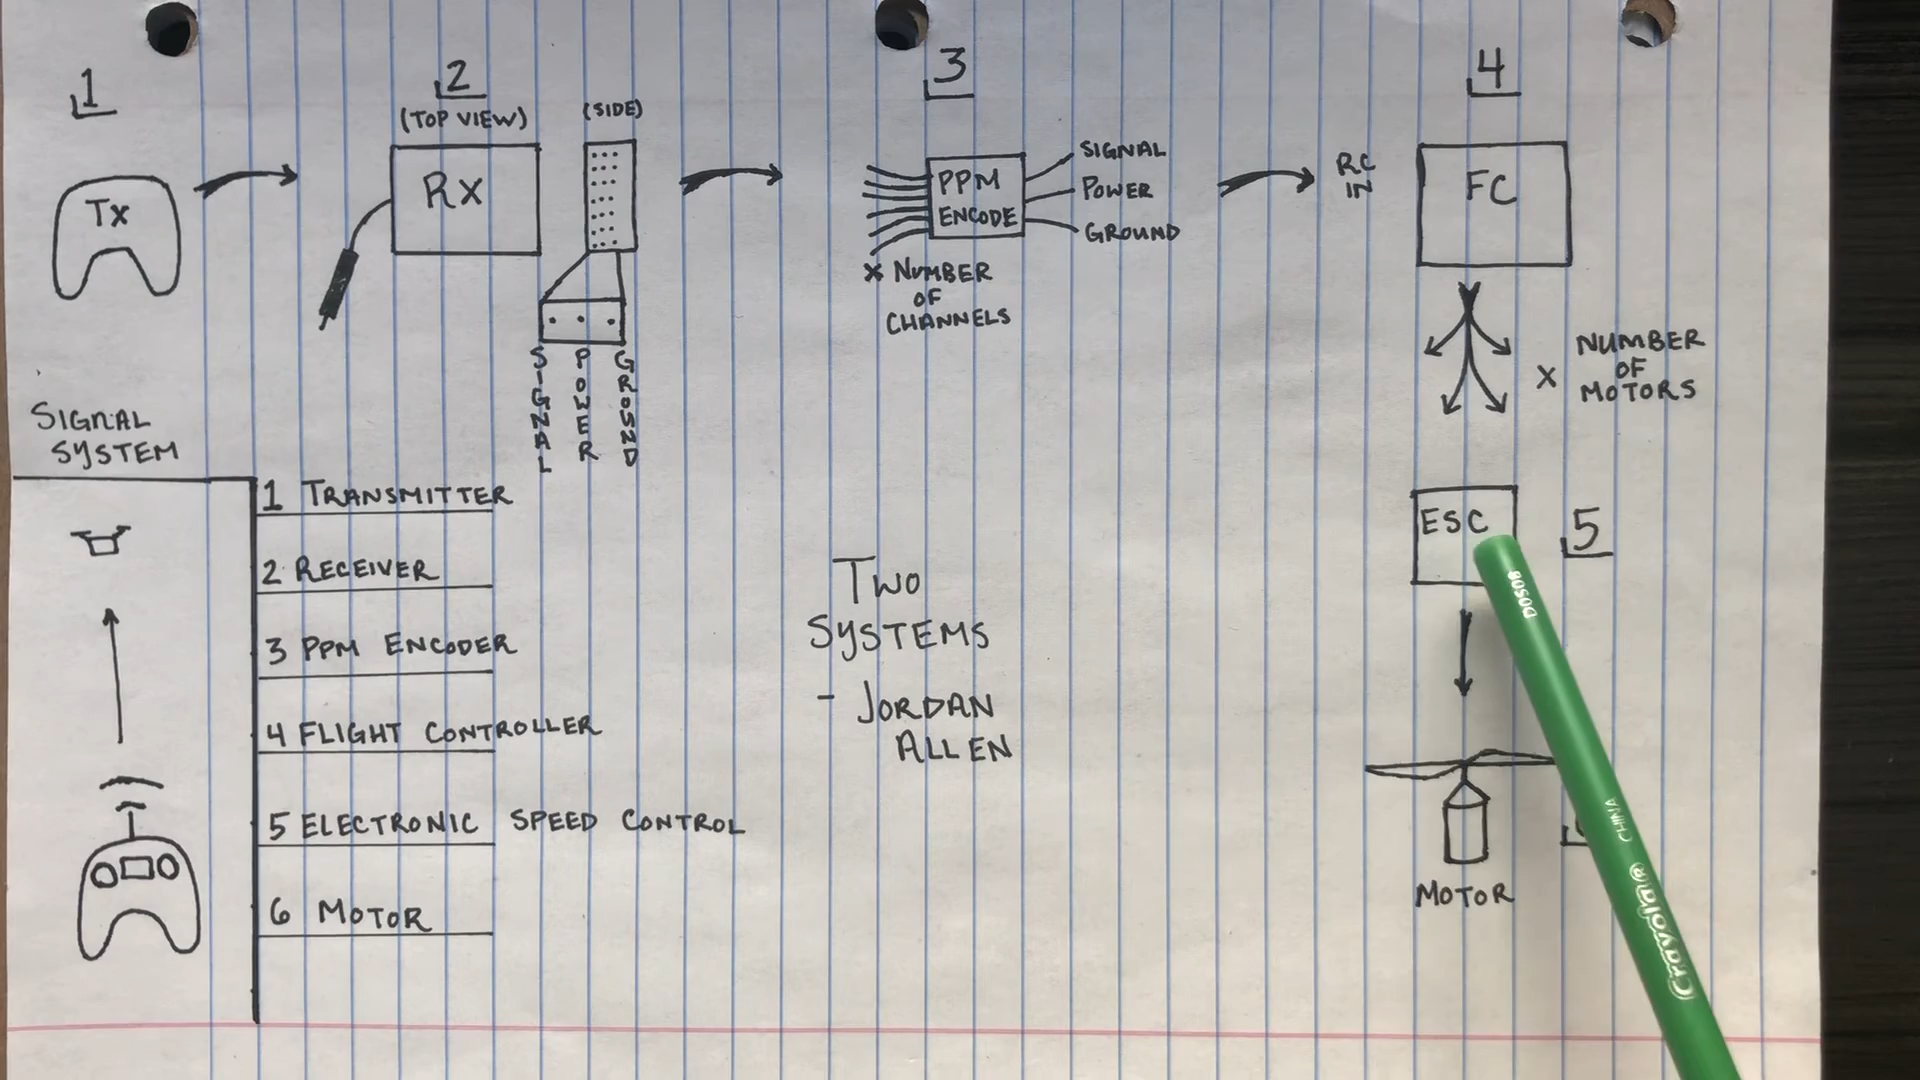 1
Tx
2
(TOP VIEW)
(SIDE)
Rx
SIGNAL
POWER
GROUND
3
PPM
ENCODE
SIGNAL
POWER
GROUND
x NUMBER
OF
CHANNELS
4
RC
IN
FC
x NUMBER
OF
MOTORS
ESC
5
MOTOR
SIGNAL
SYSTEM
1 TRANSMITTER
2 RECEIVER
3 PPM ENCODER
4 FLIGHT CONTROLLER
5 ELECTRONIC SPEED CONTROL
6 MOTOR
TWO
SYSTEMS
- JORDAN
ALLEN
Crayola® CHINA